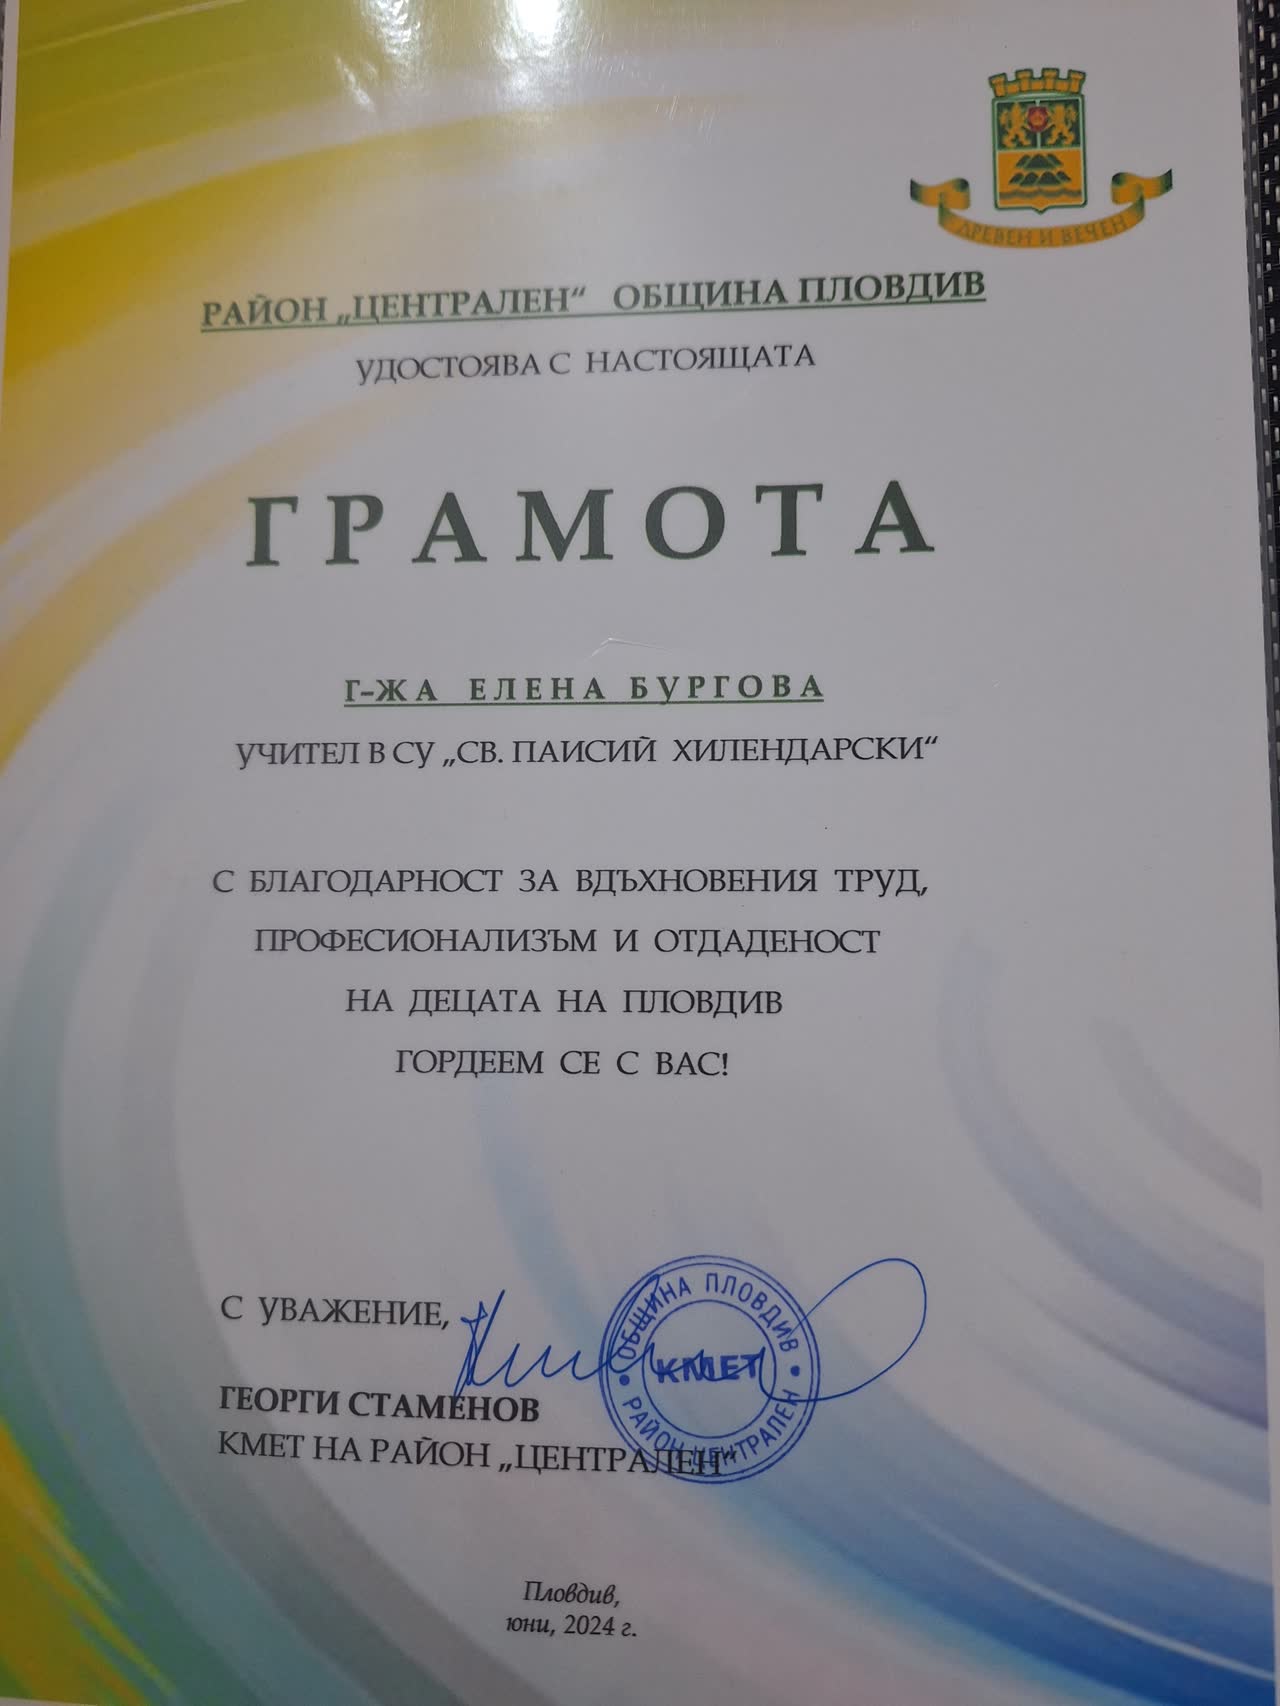 ДРЕВЕН И ВЕЧЕН
РАЙОН „ЦЕНТРАЛЕН“ ОБЩИНА ПЛОВДИВ
УДОСТОЯВА С НАСТОЯЩАТА
ГРАМОТА
Г-ЖА ЕЛЕНА БУРГОВА
УЧИТЕЛ В СУ „СВ. ПАИСИЙ ХИЛЕНДАРСКИ“
С БЛАГОДАРНОСТ ЗА ВДЪХНОВЕНИЯ ТРУД,
ПРОФЕСИОНАЛИЗЪМ И ОТДАДЕНОСТ
НА ДЕЦАТА НА ПЛОВДИВ
ГОРДЕЕМ СЕ С ВАС!
С УВАЖЕНИЕ,
ГЕОРГИ СТАМЕНОВ
КМЕТ НА РАЙОН „ЦЕНТРАЛЕН“
ОБЩИНА ПЛОВДИВ
КМЕТ
РАЙОН ЦЕНТРАЛЕН
Пловдив,
юни, 2024 г.